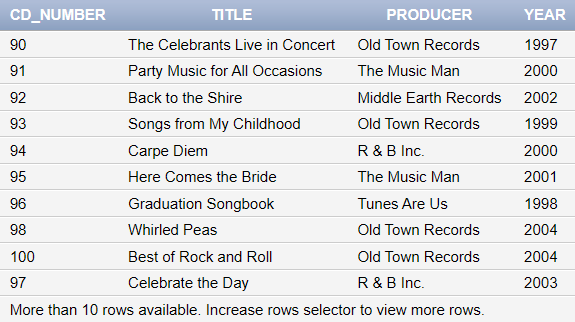 CD_NUMBER TITLE PRODUCER YEAR
90 The Celebrants Live in Concert Old Town Records 1997
91 Party Music for All Occasions The Music Man 2000
92 Back to the Shire Middle Earth Records 2002
93 Songs from My Childhood Old Town Records 1999
94 Carpe Diem R & B Inc. 2000
95 Here Comes the Bride The Music Man 2001
96 Graduation Songbook Tunes Are Us 1998
98 Whirled Peas Old Town Records 2004
100 Best of Rock and Roll Old Town Records 2004
97 Celebrate the Day R & B Inc. 2003
More than 10 rows available. Increase rows selector to view more rows.